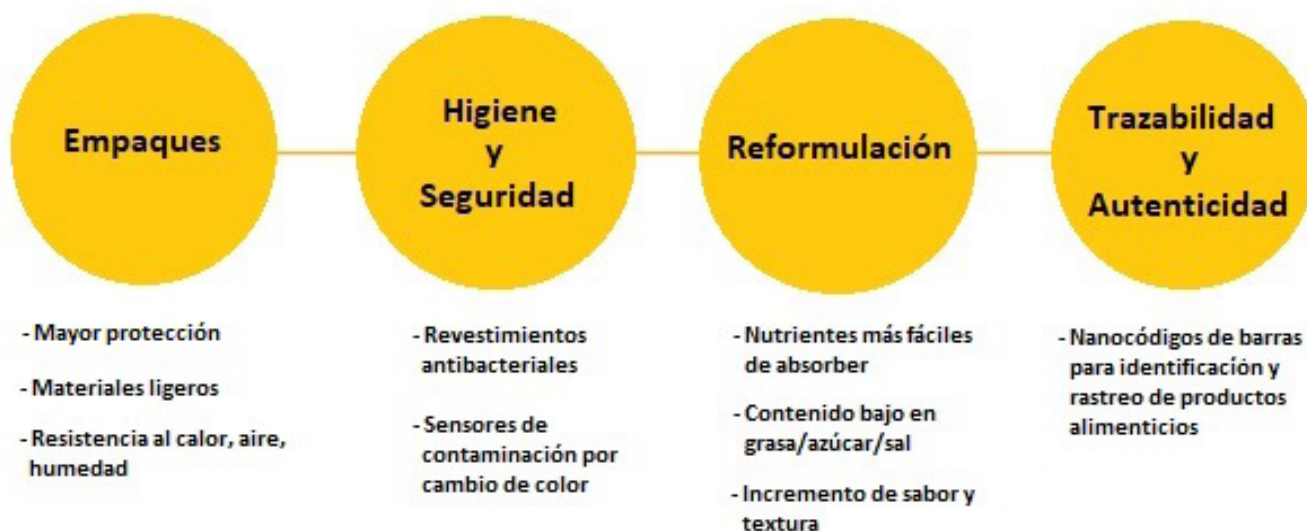 Empaques
Higiene
y
Seguridad
Reformulación
Trazabilidad
y
Autenticidad
- Mayor protección
- Materiales ligeros
- Resistencia al calor, aire,
humedad
- Revestimientos
antibacteriales
- Sensores de
contaminación por
cambio de color
- Nutrientes más fáciles
de absorber
- Contenido bajo en
grasa/azúcar/sal
- Incremento de sabor y
textura
- Nanocódigos de barras
para identificación y
rastreo de productos
alimenticios